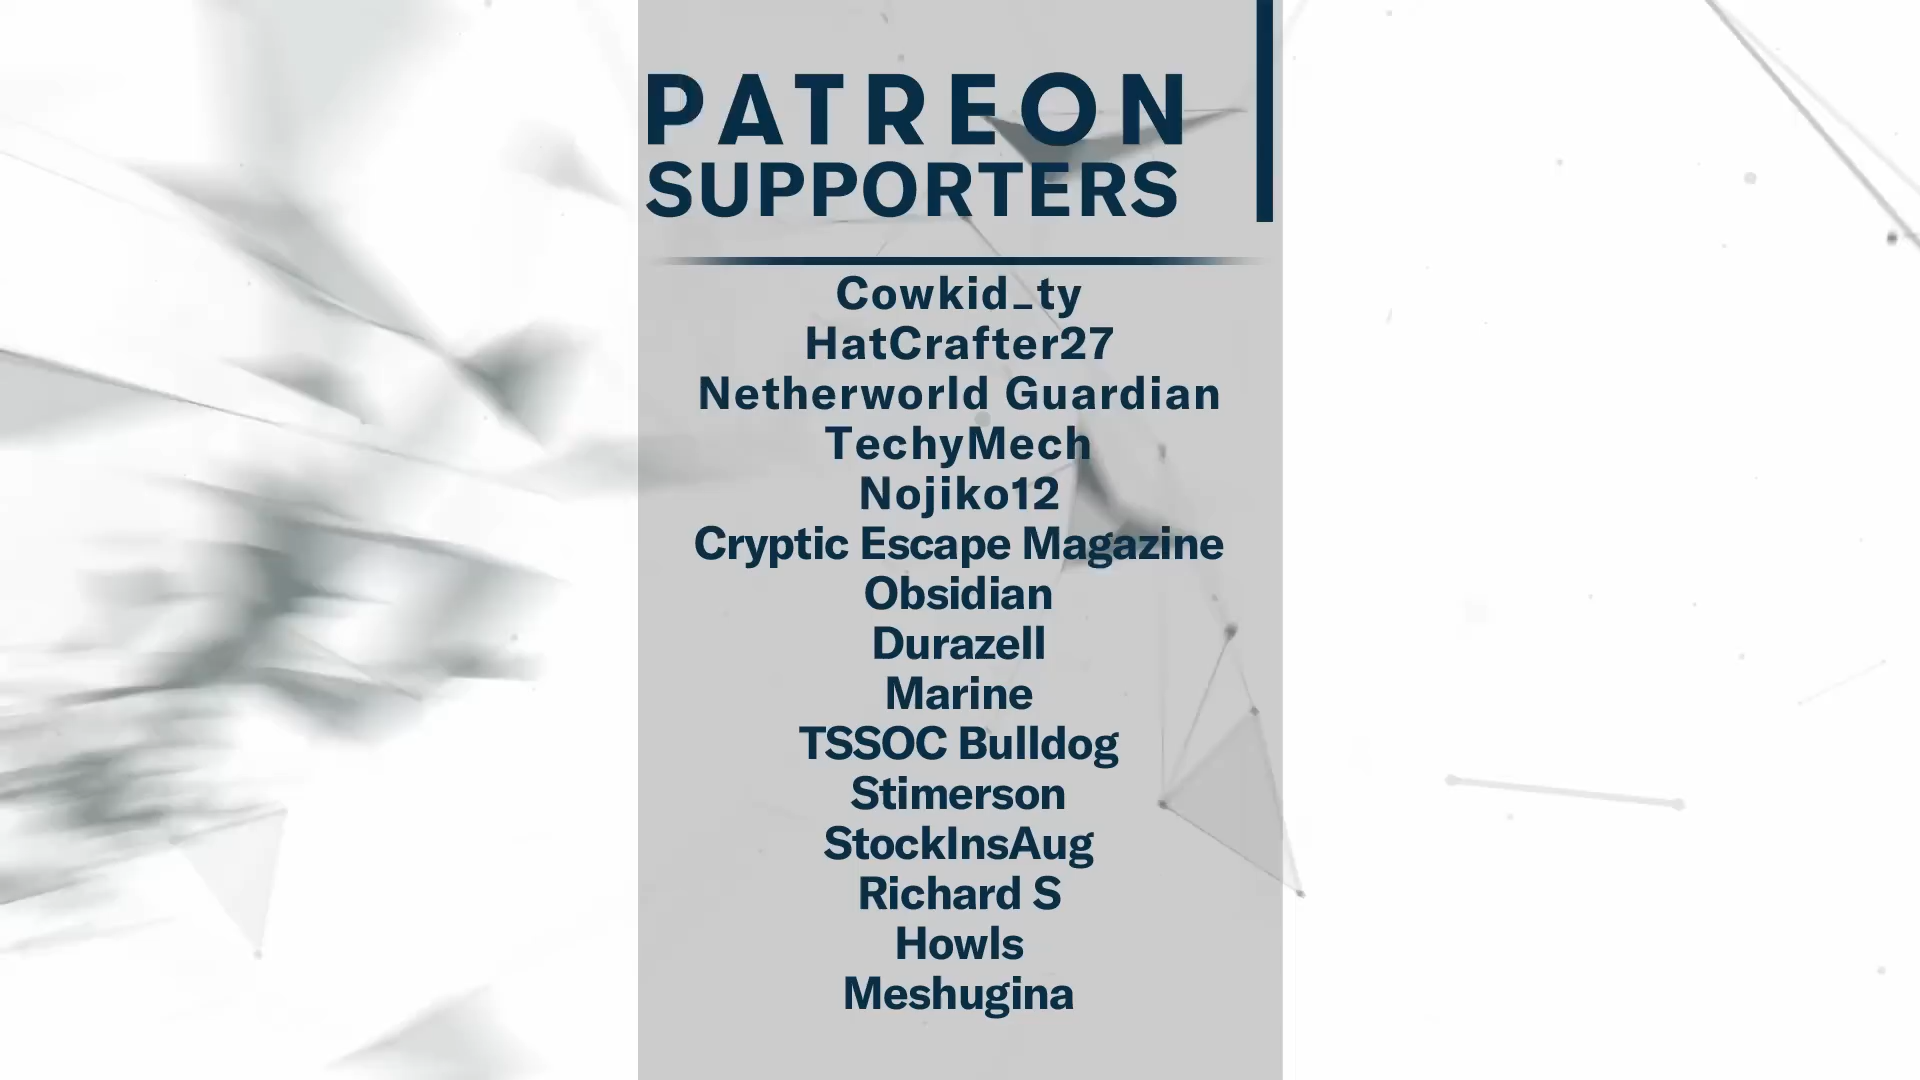 PATREON
SUPPORTERS
Cowkid_ty
HatCrafter27
Netherworld Guardian
TechyMech
Nojiko12
Cryptic Escape Magazine
Obsidian
Durazell
Marine
TSSOC Bulldog
Stimerson
StockInsAug
Richard S
Howls
Meshugina